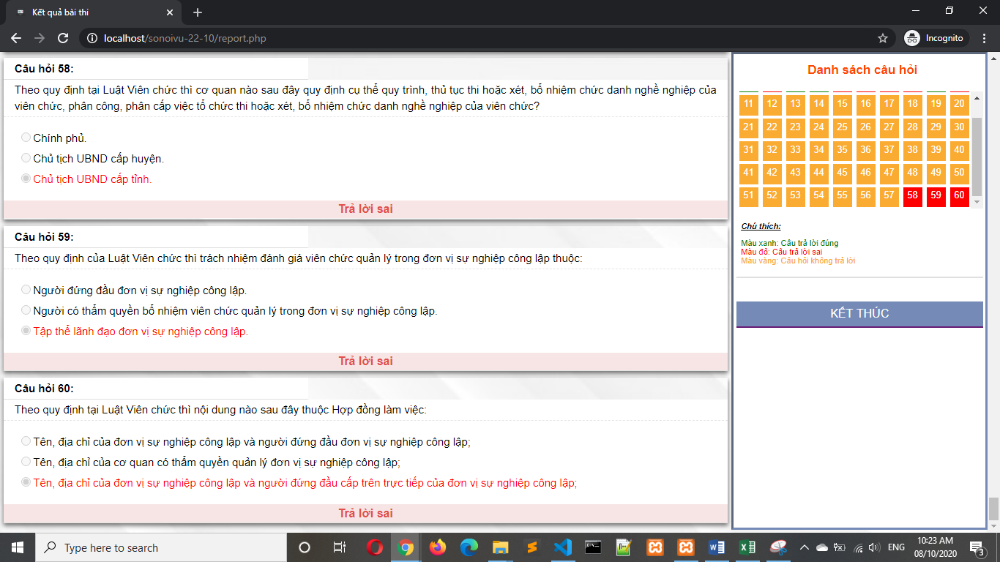 Kết quả bài thi
localhost/sonoivu-22-10/report.php
Incognito
Câu hỏi 58:
Theo quy định tại Luật Viên chức thì cơ quan nào sau đây quy định cụ thể quy trình, thủ tục thi hoặc xét, bổ nhiệm chức danh nghề nghiệp của
viên chức, phân công, phân cấp việc tổ chức thi hoặc xét, bổ nhiệm chức danh nghề nghiệp của viên chức?
Chính phủ.
Chủ tịch UBND cấp huyện.
Chủ tịch UBND cấp tỉnh.
Trả lời sai
Câu hỏi 59:
Theo quy định của Luật Viên chức thì trách nhiệm đánh giá viên chức quản lý trong đơn vị sự nghiệp công lập thuộc:
Người đứng đầu đơn vị sự nghiệp công lập.
Người có thẩm quyền bổ nhiệm viên chức quản lý trong đơn vị sự nghiệp công lập.
Tập thể lãnh đạo đơn vị sự nghiệp công lập.
Trả lời sai
Câu hỏi 60:
Theo quy định tại Luật Viên chức thì nội dung nào sau đây thuộc Hợp đồng làm việc:
Tên, địa chỉ của đơn vị sự nghiệp công lập và người đứng đầu đơn vị sự nghiệp công lập;
Tên, địa chỉ của cơ quan có thẩm quyền quản lý đơn vị sự nghiệp công lập;
Tên, địa chỉ của đơn vị sự nghiệp công lập và người đứng đầu cấp trên trực tiếp của đơn vị sự nghiệp công lập;
Trả lời sai
Danh sách câu hỏi
11 12 13 14 15 16 17 18 19 20
21 22 23 24 25 26 27 28 29 30
31 32 33 34 35 36 37 38 39 40
41 42 43 44 45 46 47 48 49 50
51 52 53 54 55 56 57 58 59 60
Chú thích:
Màu xanh: Câu trả lời đúng
Màu đỏ: Câu trả lời sai
Màu vàng: Câu hỏi không trả lời
KẾT THÚC
Type here to search
ENG
10:23 AM
08/10/2020
3